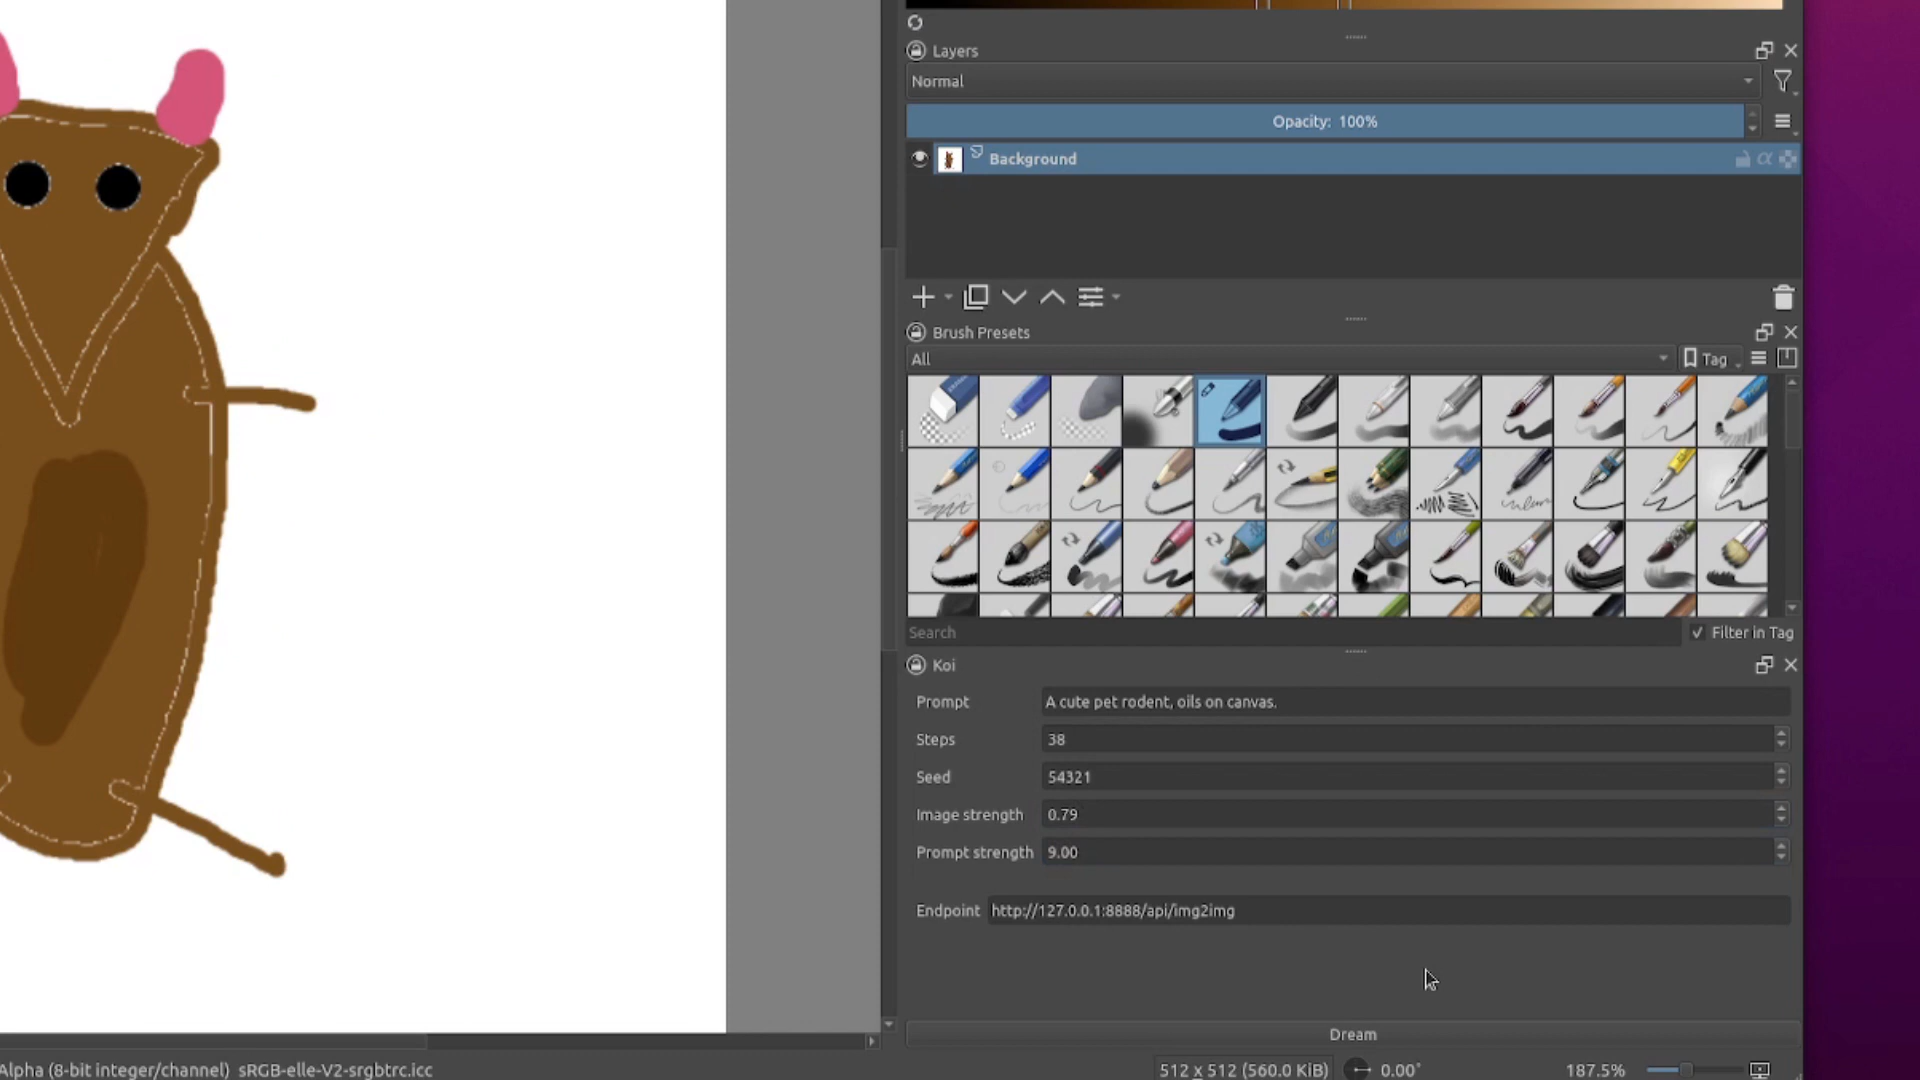 Layers
Normal
Opacity: 100%
Background
Brush Presets
All
Tag
Search
Filter in Tag
Koi
Prompt A cute pet rodent, oils on canvas.
Steps 38
Seed 54321
Image strength 0.79
Prompt strength 9.00
Endpoint http://127.0.0.1:8888/api/img2img
Dream
Alpha (8-bit integer/channel) sRGB-elle-V2-srgbtrc.icc
512 x 512 (560.0 KiB)
0.00°
187.5%